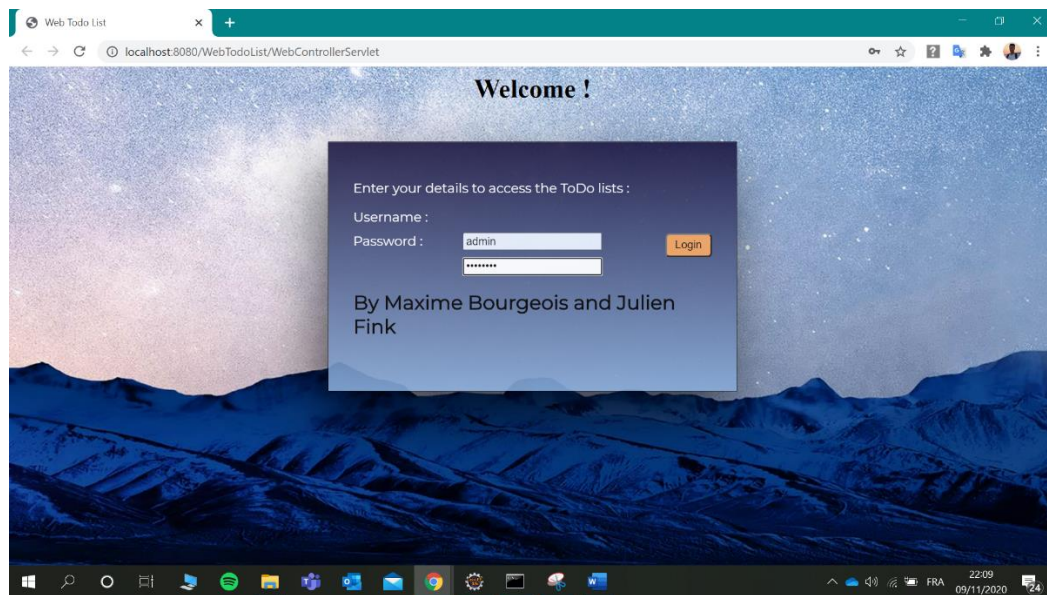 Web Todo List
localhost:8080/WebTodoList/WebControllerServlet
Welcome !
Enter your details to access the ToDo lists :
Username :
Password :
admin
Login
••••••••
By Maxime Bourgeois and Julien
Fink
FRA
22:09
09/11/2020
24